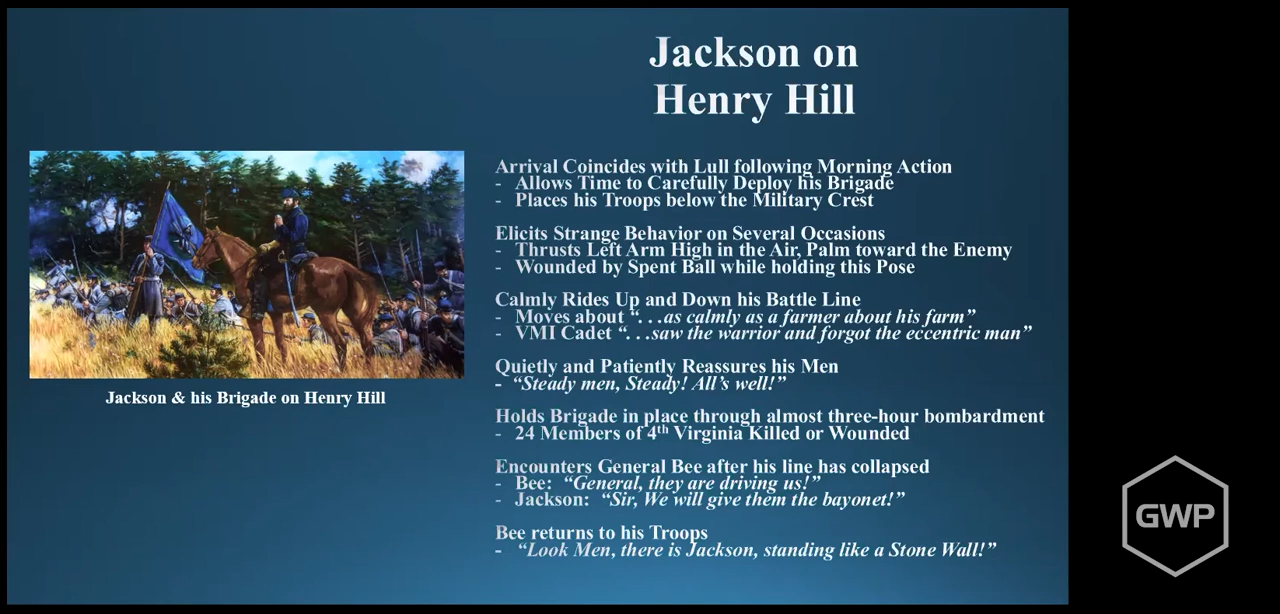 Jackson on
Henry Hill
Arrival Coincides with Lull following Morning Action
- Allows Time to Carefully Deploy his Brigade
- Places his Troops below the Military Crest
Elicits Strange Behavior on Several Occasions
- Thrusts Left Arm High in the Air, Palm toward the Enemy
- Wounded by Spent Ball while holding this Pose
Calmly Rides Up and Down his Battle Line
- Moves about “. . .as calmly as a farmer about his farm”
- VMI Cadet “. . .saw the warrior and forgot the eccentric man”
Quietly and Patiently Reassures his Men
- “Steady men, Steady! All’s well!”
Holds Brigade in place through almost three-hour bombardment
- 24 Members of 4th Virginia Killed or Wounded
Encounters General Bee after his line has collapsed
- Bee: “General, they are driving us!”
- Jackson: “Sir, We will give them the bayonet!”
Bee returns to his Troops
- “Look Men, there is Jackson, standing like a Stone Wall!”
Jackson & his Brigade on Henry Hill
GWP